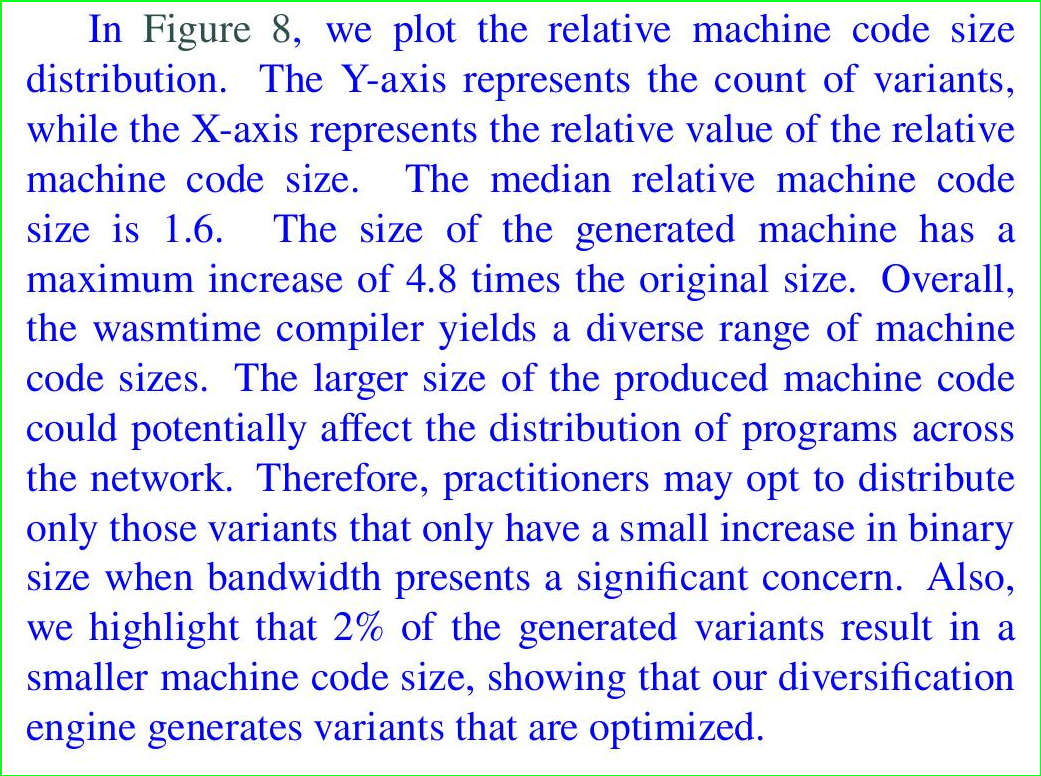 In Figure 8, we plot the relative machine code size
distribution. The Y-axis represents the count of variants,
while the X-axis represents the relative value of the relative
machine code size. The median relative machine code
size is 1.6. The size of the generated machine has a
maximum increase of 4.8 times the original size. Overall,
the wasmtime compiler yields a diverse range of machine
code sizes. The larger size of the produced machine code
could potentially affect the distribution of programs across
the network. Therefore, practitioners may opt to distribute
only those variants that only have a small increase in binary
size when bandwidth presents a significant concern. Also,
we highlight that 2% of the generated variants result in a
smaller machine code size, showing that our diversification
engine generates variants that are optimized.